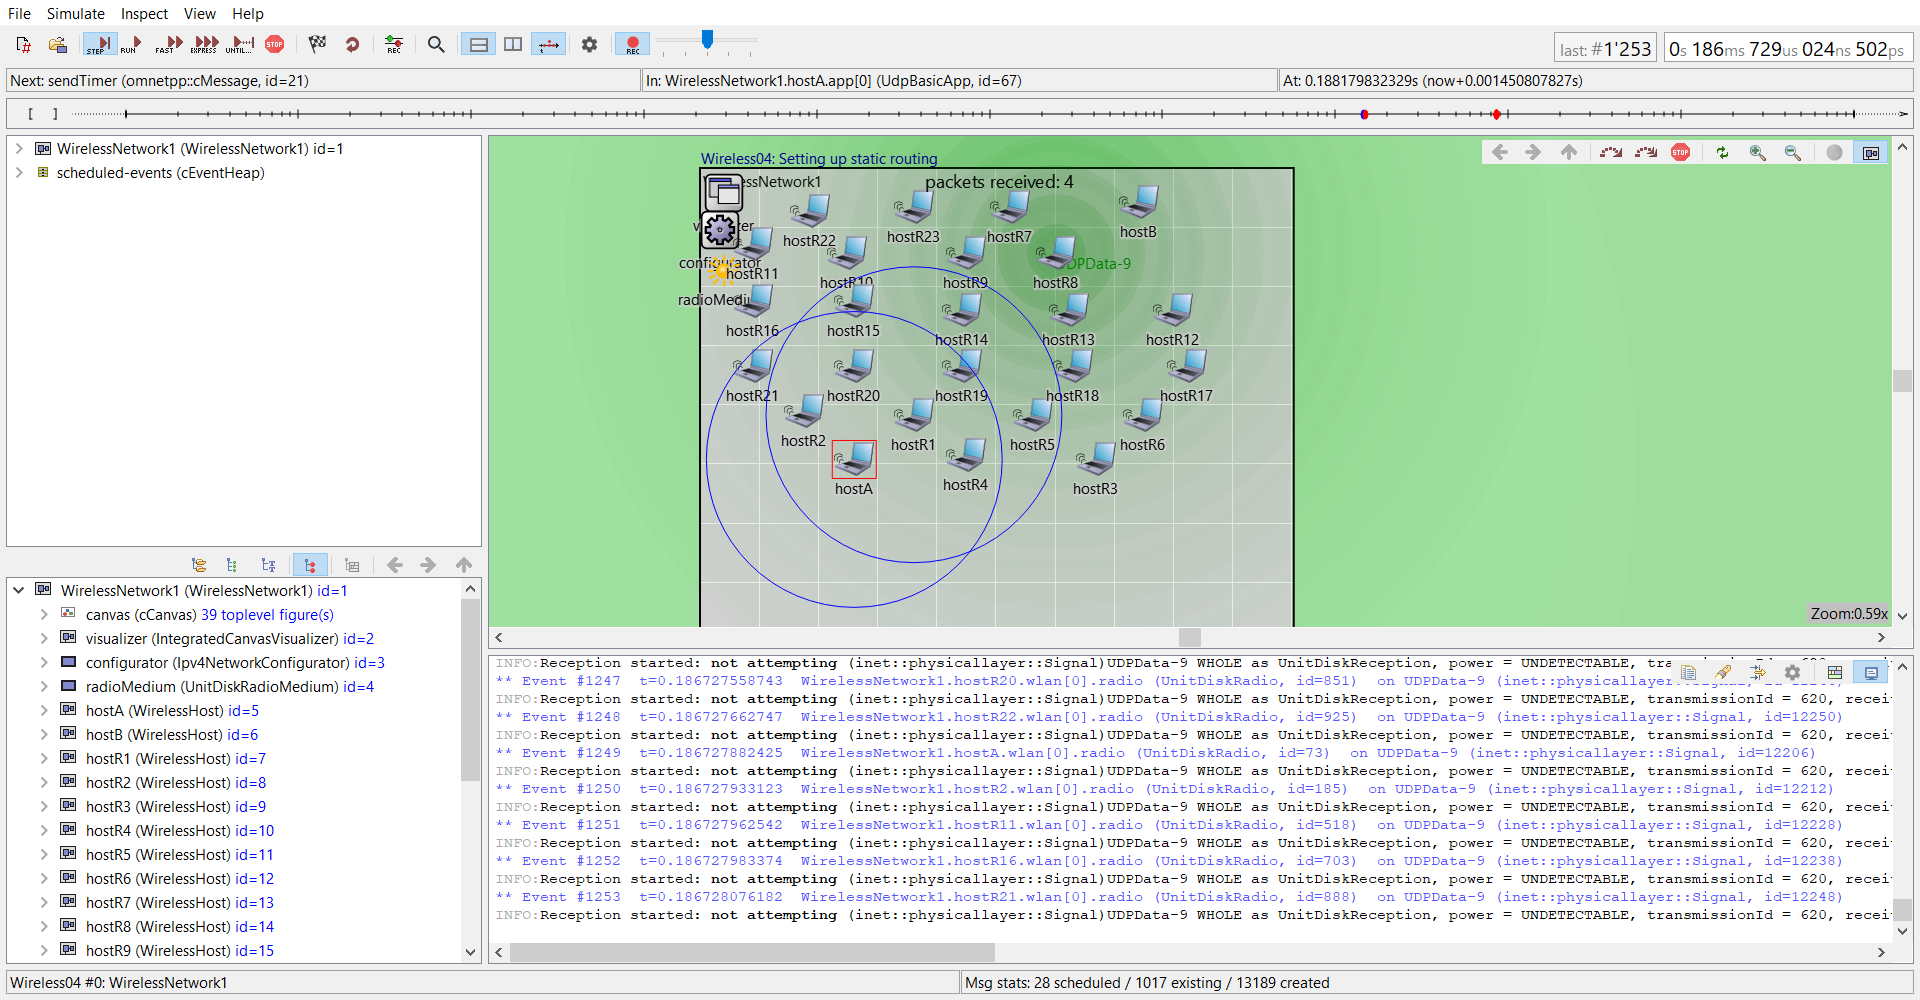 File Simulate Inspect View Help
STEP RUN FAST EXPRESS UNTIL... STOP REC REC
last: #1'253 0s 186ms 729us 024ns 502ps
Next: sendTimer (omnetpp::cMessage, id=21) In: WirelessNetwork1.hostA.app[0] (UdpBasicApp, id=67) At: 0.188179832329s (now+0.001450807827s)
[ ]
WirelessNetwork1 (WirelessNetwork1) id=1
scheduled-events (cEventHeap)
WirelessNetwork1 (WirelessNetwork1) id=1
canvas (cCanvas) 39 toplevel figure(s)
visualizer (IntegratedCanvasVisualizer) id=2
configurator (Ipv4NetworkConfigurator) id=3
radioMedium (UnitDiskRadioMedium) id=4
hostA (WirelessHost) id=5
hostB (WirelessHost) id=6
hostR1 (WirelessHost) id=7
hostR2 (WirelessHost) id=8
hostR3 (WirelessHost) id=9
hostR4 (WirelessHost) id=10
hostR5 (WirelessHost) id=11
hostR6 (WirelessHost) id=12
hostR7 (WirelessHost) id=13
hostR8 (WirelessHost) id=14
hostR9 (WirelessHost) id=15
Wireless04: Setting up static routing
STOP
essNetwork1 packets received: 4
hostR22 hostR23 hostR7 hostB
configurator hostR11 hostR10 hostR9 hostR8 UDPData-9
radioMediu
hostR16 hostR15 hostR14 hostR13 hostR12
hostR21 hostR20 hostR19 hostR18 hostR17
hostR2 hostR1 hostR5 hostR6
hostA hostR4 hostR3
Zoom:0.59x
INFO:Reception started: not attempting (inet::physicallayer::Signal)UDPData-9 WHOLE as UnitDiskReception, power = UNDETECTABLE, transmissionId = 620, recei
** Event #1247 t=0.186727558743 WirelessNetwork1.hostR20.wlan[0].radio (UnitDiskRadio, id=851) on UDPData-9 (inet::physicallayer::Signal,
INFO:Reception started: not attempting (inet::physicallayer::Signal)UDPData-9 WHOLE as UnitDiskReception, power = UNDETECTABLE, transmissionId = 620, recei
** Event #1248 t=0.186727662747 WirelessNetwork1.hostR22.wlan[0].radio (UnitDiskRadio, id=925) on UDPData-9 (inet::physicallayer::Signal, id=12250)
INFO:Reception started: not attempting (inet::physicallayer::Signal)UDPData-9 WHOLE as UnitDiskReception, power = UNDETECTABLE, transmissionId = 620, recei
** Event #1249 t=0.186727882425 WirelessNetwork1.hostA.wlan[0].radio (UnitDiskRadio, id=73) on UDPData-9 (inet::physicallayer::Signal, id=12206)
INFO:Reception started: not attempting (inet::physicallayer::Signal)UDPData-9 WHOLE as UnitDiskReception, power = UNDETECTABLE, transmissionId = 620, recei
** Event #1250 t=0.186727933123 WirelessNetwork1.hostR2.wlan[0].radio (UnitDiskRadio, id=185) on UDPData-9 (inet::physicallayer::Signal, id=12212)
INFO:Reception started: not attempting (inet::physicallayer::Signal)UDPData-9 WHOLE as UnitDiskReception, power = UNDETECTABLE, transmissionId = 620, recei
** Event #1251 t=0.186727962542 WirelessNetwork1.hostR11.wlan[0].radio (UnitDiskRadio, id=518) on UDPData-9 (inet::physicallayer::Signal, id=12228)
INFO:Reception started: not attempting (inet::physicallayer::Signal)UDPData-9 WHOLE as UnitDiskReception, power = UNDETECTABLE, transmissionId = 620, recei
** Event #1252 t=0.186727983374 WirelessNetwork1.hostR16.wlan[0].radio (UnitDiskRadio, id=703) on UDPData-9 (inet::physicallayer::Signal, id=12238)
INFO:Reception started: not attempting (inet::physicallayer::Signal)UDPData-9 WHOLE as UnitDiskReception, power = UNDETECTABLE, transmissionId = 620, recei
** Event #1253 t=0.186728076182 WirelessNetwork1.hostR21.wlan[0].radio (UnitDiskRadio, id=888) on UDPData-9 (inet::physicallayer::Signal, id=12248)
INFO:Reception started: not attempting (inet::physicallayer::Signal)UDPData-9 WHOLE as UnitDiskReception, power = UNDETECTABLE, transmissionId = 620, recei
Wireless04 #0: WirelessNetwork1 Msg stats: 28 scheduled / 1017 existing / 13189 created